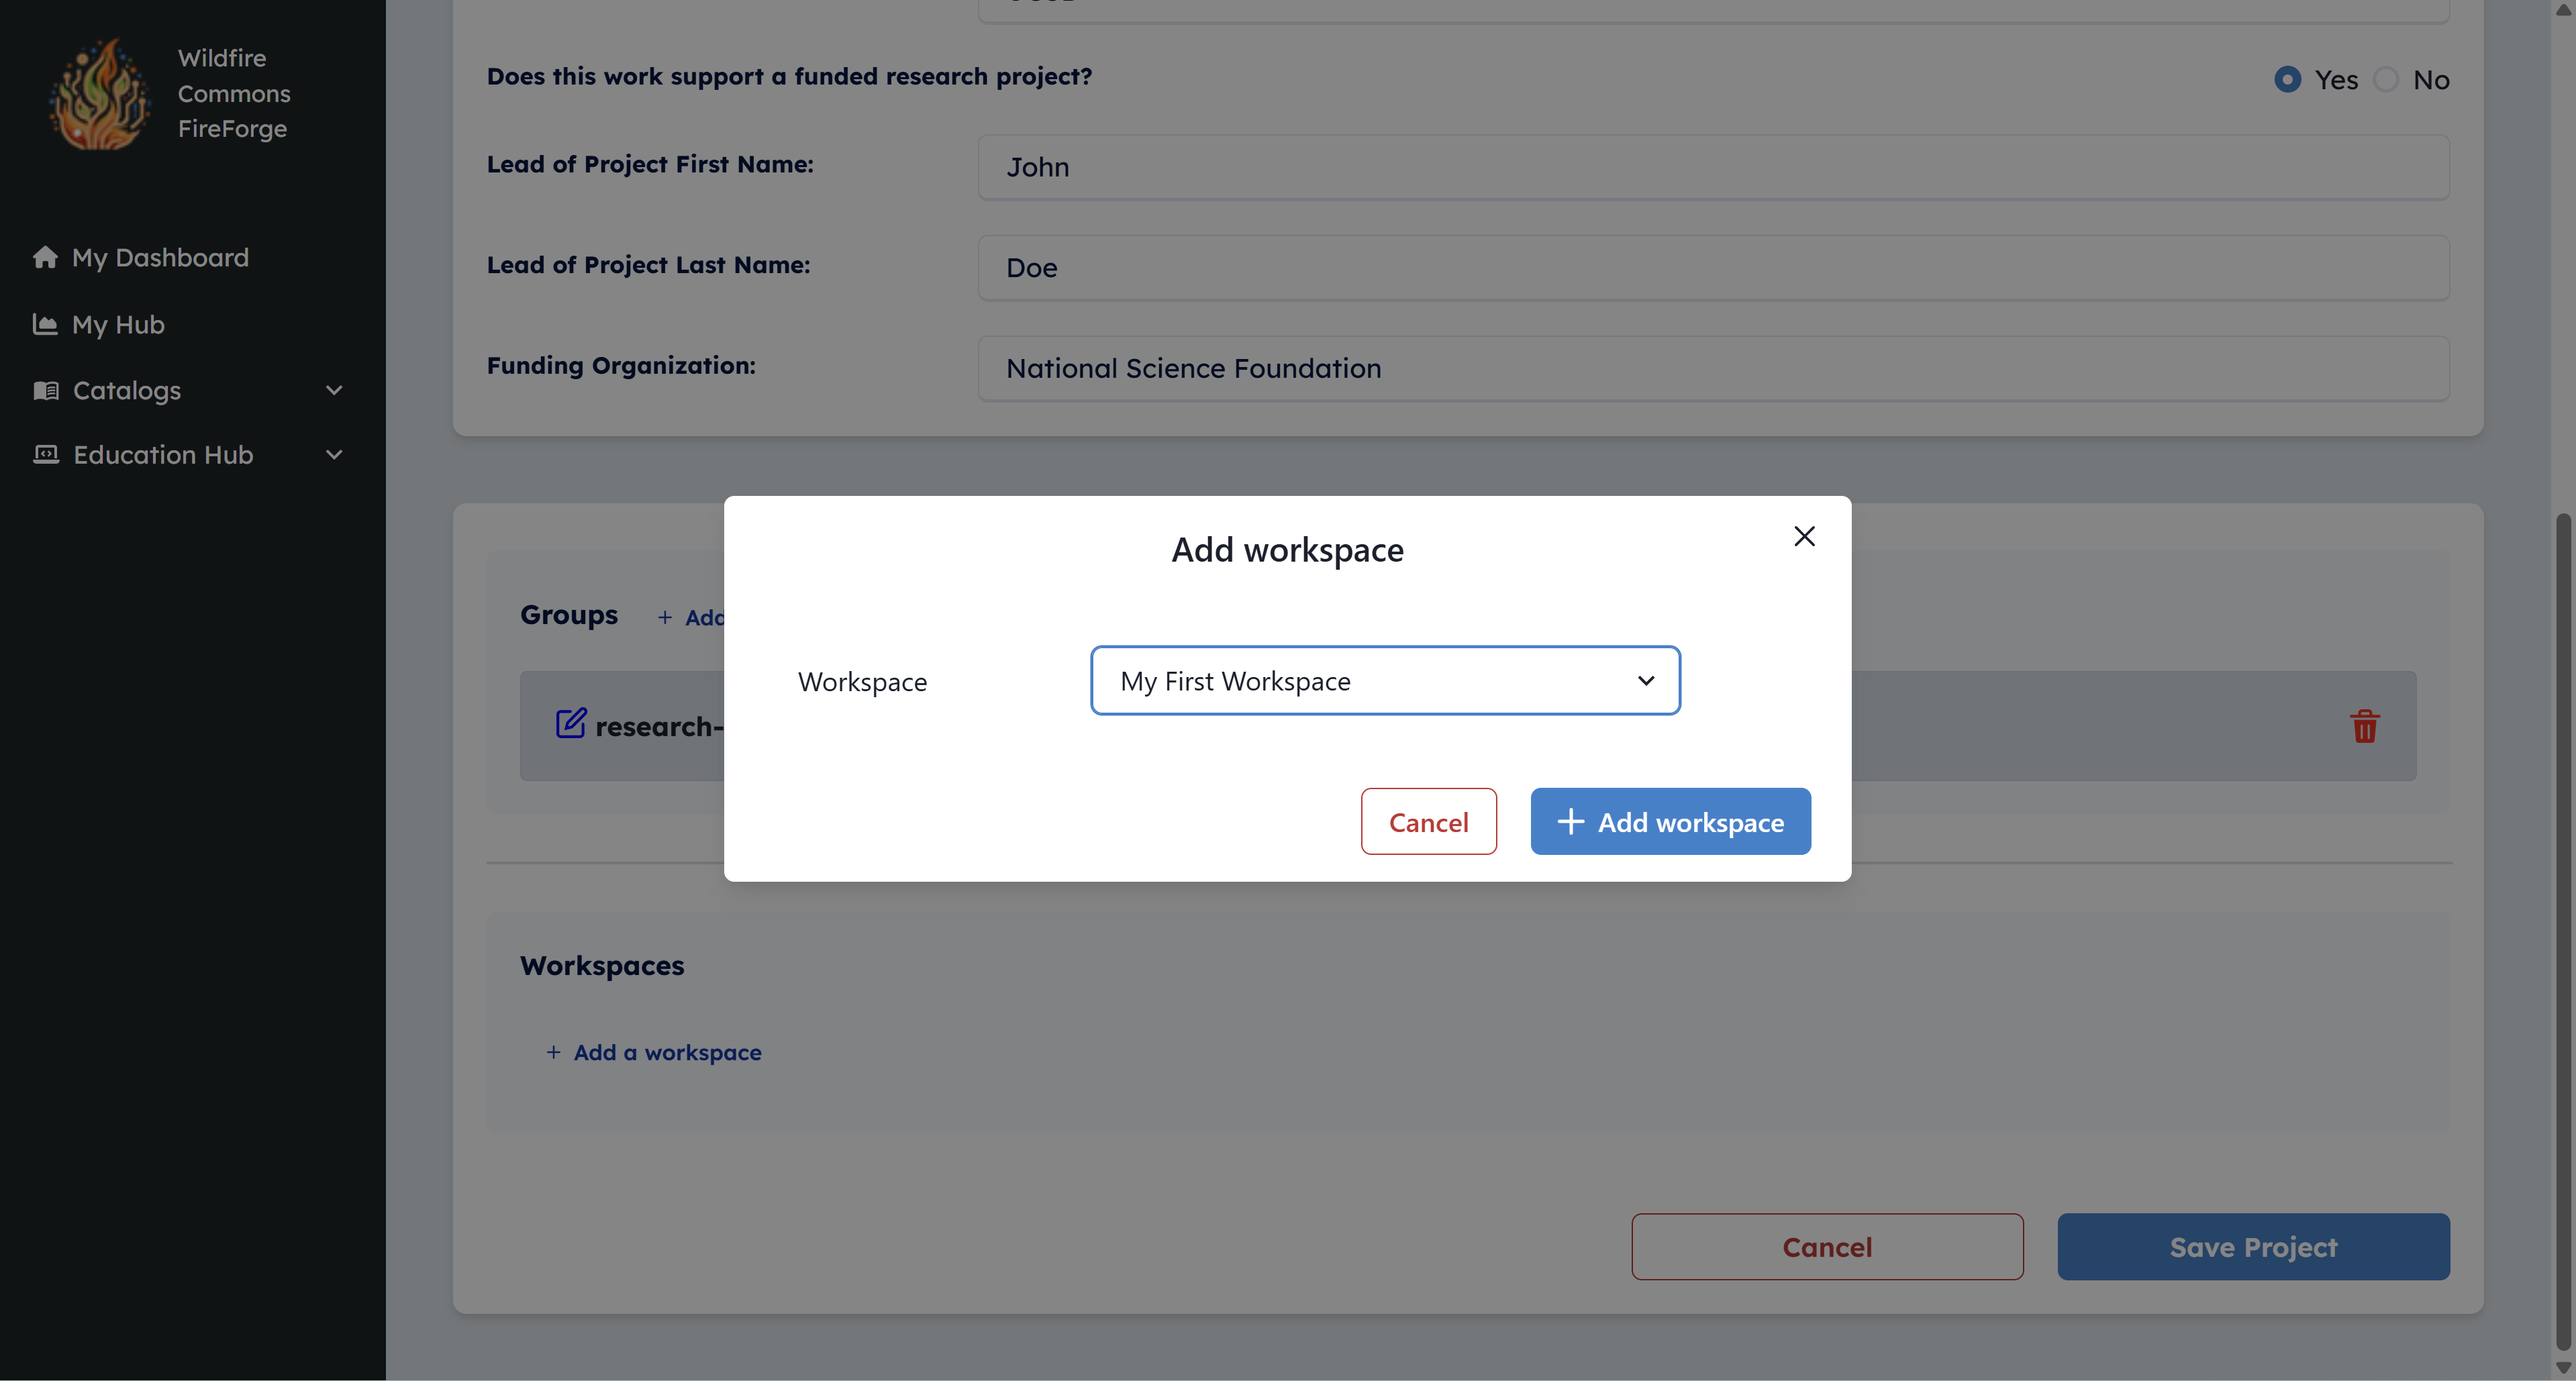 Wildfire
Commons
FireForge
My Dashboard
My Hub
Catalogs
Education Hub
Does this work support a funded research project?
Yes No
Lead of Project First Name:
John
Lead of Project Last Name:
Doe
Funding Organization:
National Science Foundation
Add workspace
Groups
+ Add
Workspace
My First Workspace
research-
Cancel
+ Add workspace
Workspaces
+ Add a workspace
Cancel
Save Project